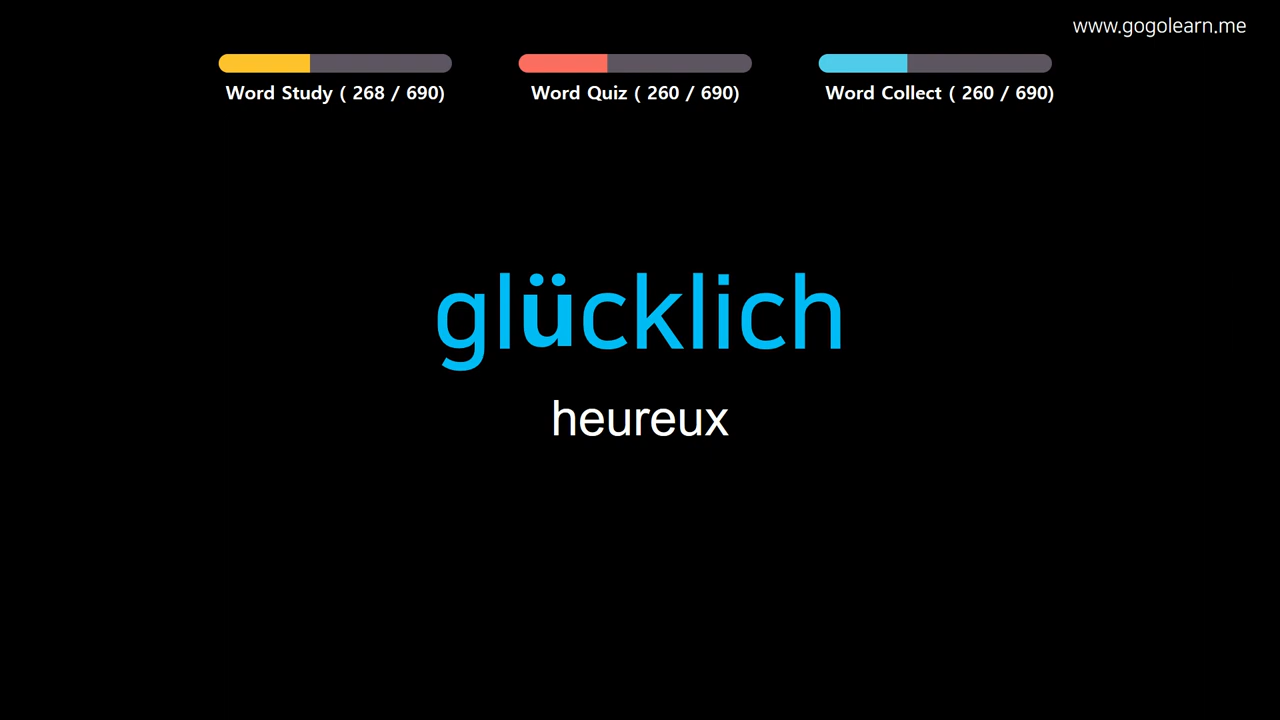 www.gogolearn.me
Word Study ( 268 / 690)
Word Quiz ( 260 / 690)
Word Collect ( 260 / 690)
glücklich
heureux